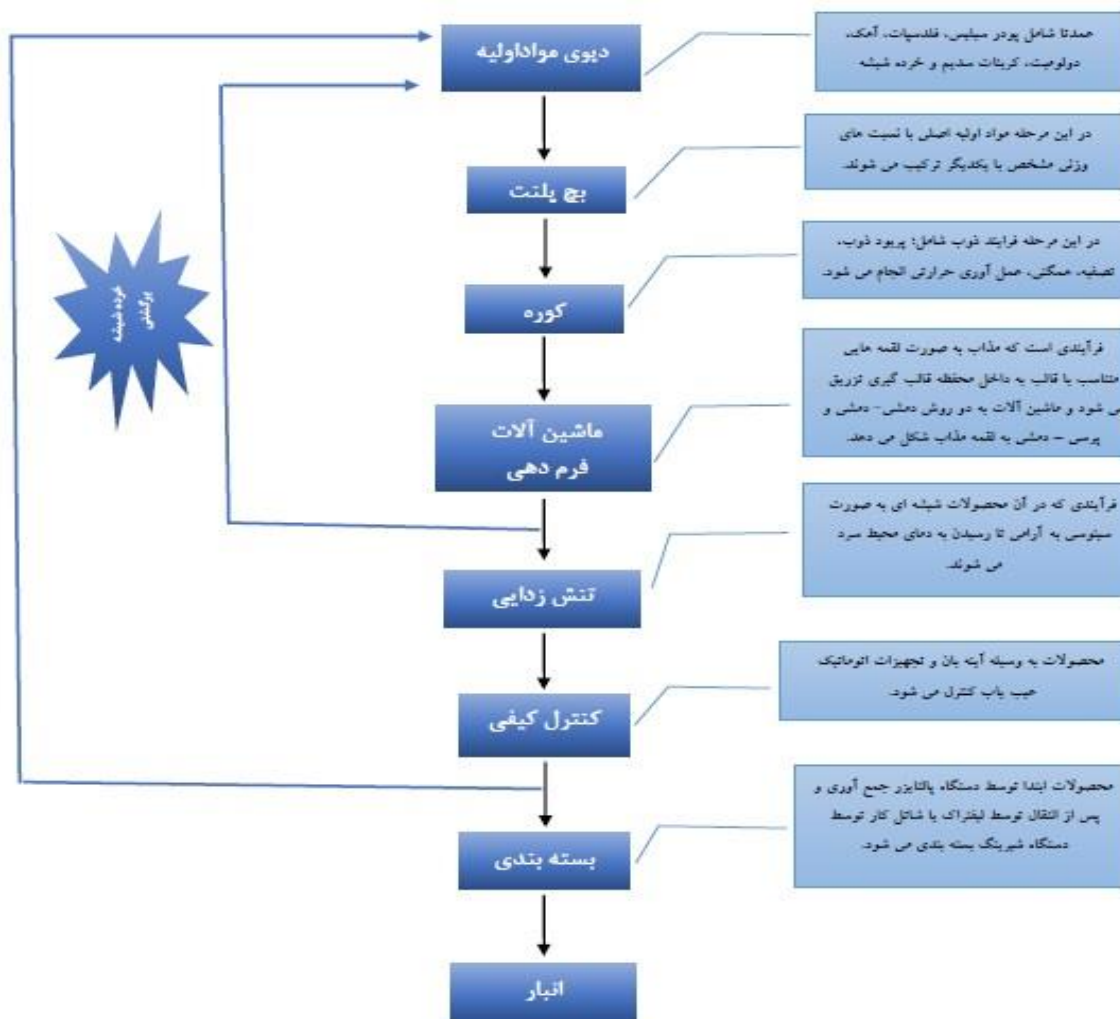 دپوی مواداولیه
عمدتا شامل پودر سیلیس، فلدسپات، آهک،
دولومیت، کربنات سدیم و خرده شیشه
بچ پلنت
در این مرحله مواد اولیه اصلی با نسبت های
وزنی مشخص با یکدیگر ترکیب می شوند.
کوره
در این مرحله فرایند ذوب شامل؛ پریود ذوب،
تصفیه، همگنی، عمل آوری حرارتی انجام می شود.
خرده شیشه
برگشتی
ماشین آلات
فرم دهی
فرآیندی است که مذاب به صورت لقمه هایی
متناسب با قالب به داخل محفظه قالب گیری تزریق
می شود و ماشین آلات به دو روش دمشی- دمشی و
پرسی – دمشی به لقمه مذاب شکل می دهد.
تنش زدایی
فرآیندی که در آن محصولات شیشه ای به صورت
سینوسی به آرامی تا رسیدن به دمای محیط سرد
می شوند.
کنترل کیفی
محصولات به وسیله آینه بان و تجهیزات اتوماتیک
عیب یاب کنترل می شود.
بسته بندی
محصولات ابتدا توسط دستگاه پالتایزر جمع آوری و
پس از انتقال توسط لیفتراک یا شاتل کار توسط
دستگاه شیرینگ بسته بندی می شود.
انبار